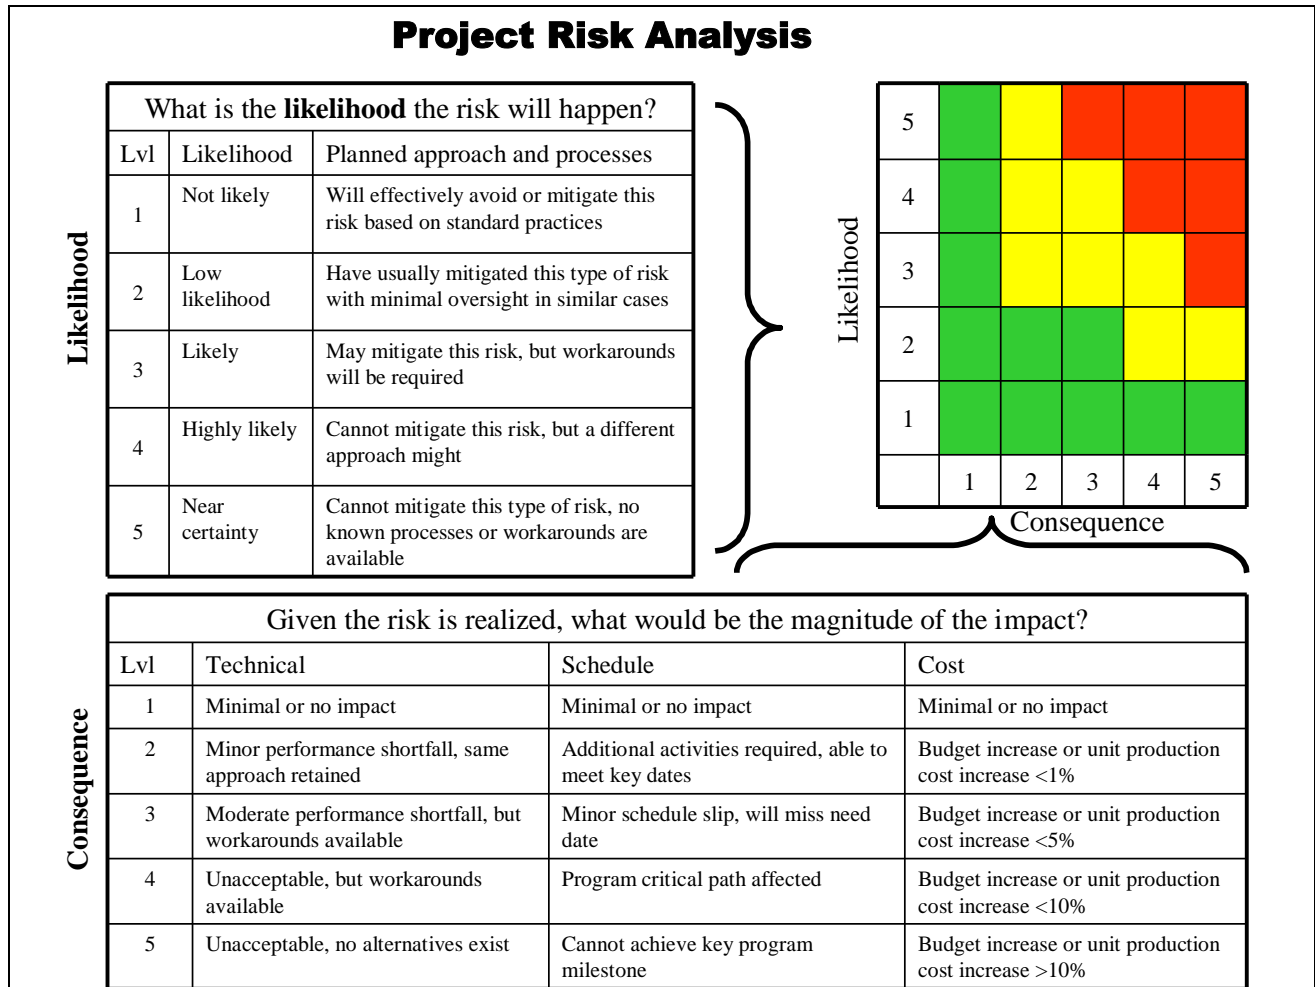 Project Risk Analysis
What is the likelihood the risk will happen?
Lvl Likelihood Planned approach and processes
1 Not likely Will effectively avoid or mitigate this
risk based on standard practices
2 Low Have usually mitigated this type of risk
likelihood with minimal oversight in similar cases
3 Likely May mitigate this risk, but workarounds
will be required
4 Highly likely Cannot mitigate this risk, but a different
approach might
5 Near Cannot mitigate this type of risk, no
certainty known processes or workarounds are
available
Likelihood
Likelihood
5
4
3
2
1
1 2 3 4 5
Consequence
Given the risk is realized, what would be the magnitude of the impact?
Lvl Technical Schedule Cost
1 Minimal or no impact Minimal or no impact Minimal or no impact
2 Minor performance shortfall, same Additional activities required, able to Budget increase or unit production
approach retained meet key dates cost increase <1%
3 Moderate performance shortfall, but Minor schedule slip, will miss need Budget increase or unit production
workarounds available date cost increase <5%
4 Unacceptable, but workarounds Program critical path affected Budget increase or unit production
available cost increase <10%
5 Unacceptable, no alternatives exist Cannot achieve key program Budget increase or unit production
milestone cost increase >10%
Consequence